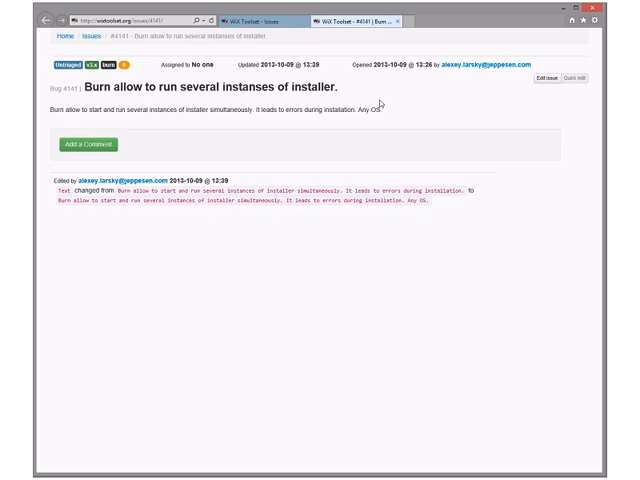 http://wixtoolset.org/issues/4141/
WiX Toolset - Issues
WiX Toolset - #4141 | Burn ...
Home / Issues / #4141 - Burn allow to run several instanses of installer.
Untriaged v3.x burn 0 Assigned to No one Updated 2013-10-09 @ 13:39 Opened 2013-10-09 @ 13:26 by alexey.larsky@jeppesen.com
Edit issue Quick edit
Bug 4141 | Burn allow to run several instanses of installer.
Burn allow to start and run several instances of installer simultaneously. It leads to errors during installation. Any OS.
Add a Comment
Edited by alexey.larsky@jeppesen.com 2013-10-09 @ 13:39
Text changed from Burn allow to start and run several instances of installer simultaneously. It leads to errors during installation. to
Burn allow to start and run several instances of installer simultaneously. It leads to errors during installation. Any OS.